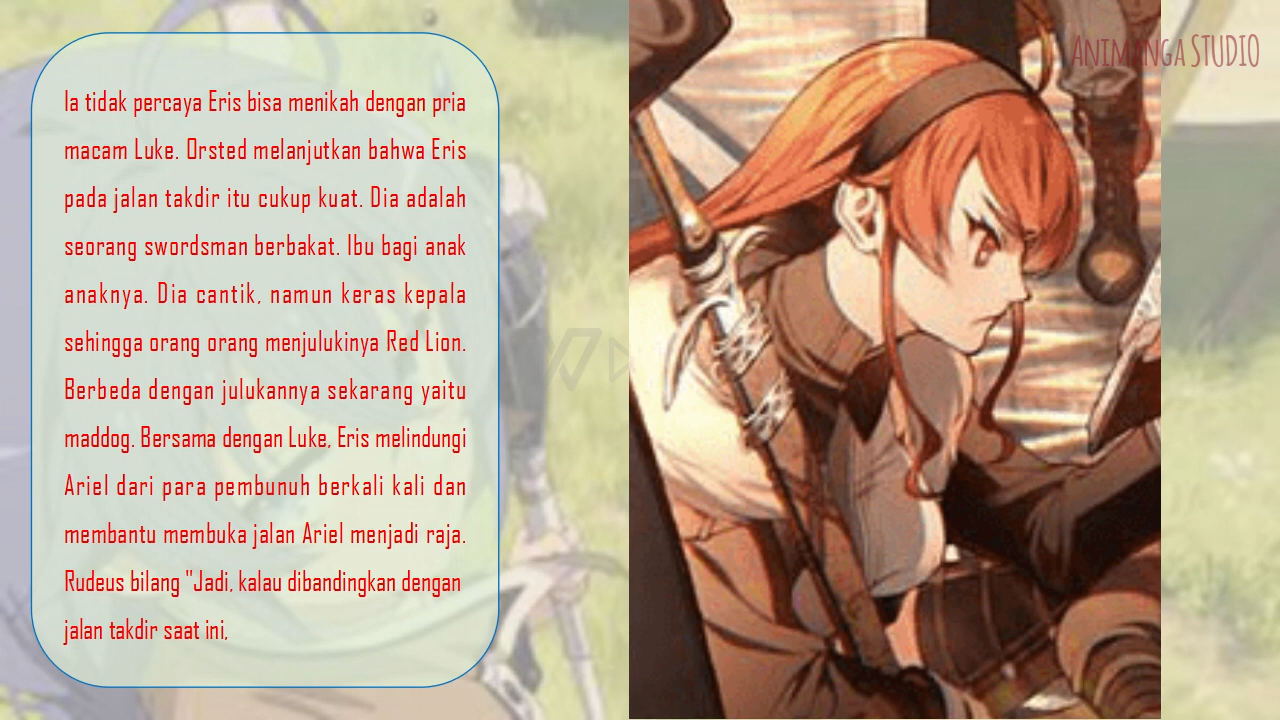 Ia tidak percaya Eris bisa menikah dengan pria
macam Luke. Orsted melanjutkan bahwa Eris
pada jalan takdir itu cukup kuat. Dia adalah
seorang swordsman berbakat. Ibu bagi anak
anaknya. Dia cantik, namun keras kepala
sehingga orang orang menjulukinya Red Lion.
Berbeda dengan julukannya sekarang yaitu
maddog. Bersama dengan Luke, Eris melindungi
Ariel dari para pembunuh berkali kali dan
membantu membuka jalan Ariel menjadi raja.
Rudeus bilang "Jadi, kalau dibandingkan dengan
jalan takdir saat ini,
Animanga STUDIO